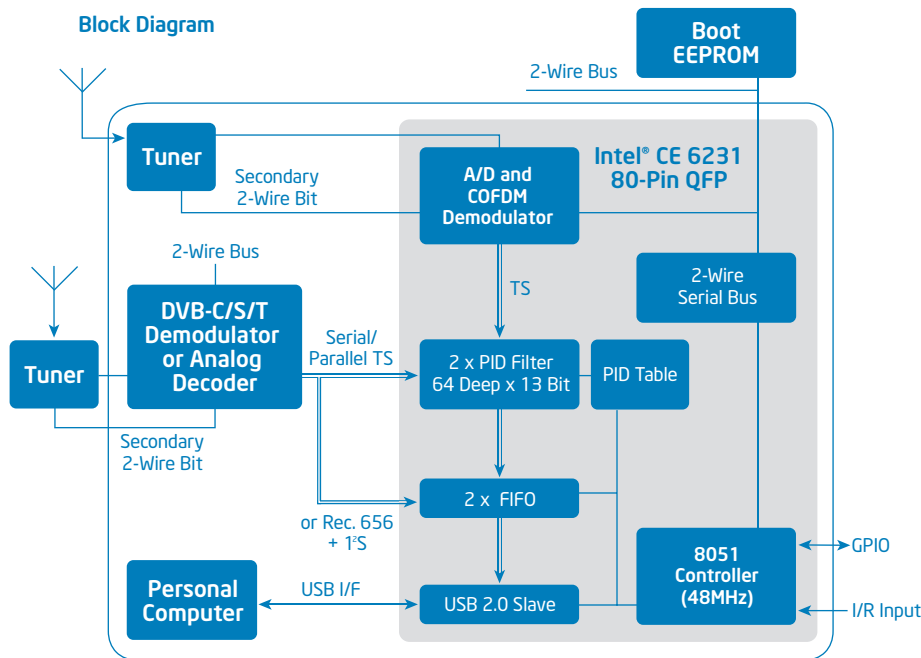 Block Diagram
Boot
EEPROM
2-Wire Bus
Tuner
Secondary
2-Wire Bit
A/D and
COFDM
Demodulator
Intel® CE 6231
80-Pin QFP
2-Wire Bus
TS
2-Wire
Serial Bus
DVB-C/S/T
Demodulator
or Analog
Decoder
Serial/
Parallel TS
Tuner
2 x PID Filter
64 Deep x 13 Bit
PID Table
Secondary
2-Wire Bit
2 x FIFO
or Rec. 656
+ 1²S
8051
Controller
(48MHz)
GPIO
Personal
Computer
USB I/F
USB 2.0 Slave
I/R Input